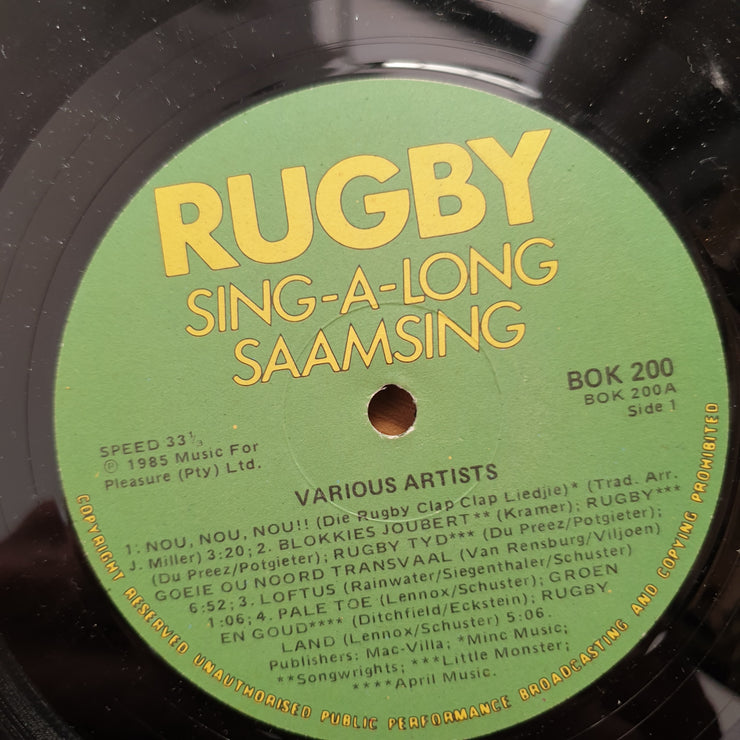 RUGBY
SING-A-LONG
SAAMSING
BOK 200
BOK 200A
Side 1
SPEED 33⅓
℗ 1985 Music For
Pleasure (Pty) Ltd.
VARIOUS ARTISTS
1. NOU, NOU, NOU!! (Die Rugby Clap Clap Liedjie)* (Trad. Arr.
J. Miller) 3:20; 2. BLOKKIES JOUBERT** (Kramer); RUGBY***
(Du Preez/Potgieter); RUGBY TYD*** (Du Preez/Potgieter);
GOEIE OU NOORD TRANSVAAL (Van Rensburg/Viljoen)
6:52; 3. LOFTUS (Rainwater/Siegenthaler/Schuster)
1:06; 4. PALE TOE (Lennox/Schuster); GROEN
EN GOUD**** (Ditchfield/Eckstein); RUGBY
LAND (Lennox/Schuster) 5:06.
Publishers: Mac-Villa; *Minc Music;
**Songwrights; ***Little Monster;
****April Music.
COPYRIGHT RESERVED UNAUTHORISED PUBLIC PERFORMANCE BROADCASTING AND COPYING PROHIBITED